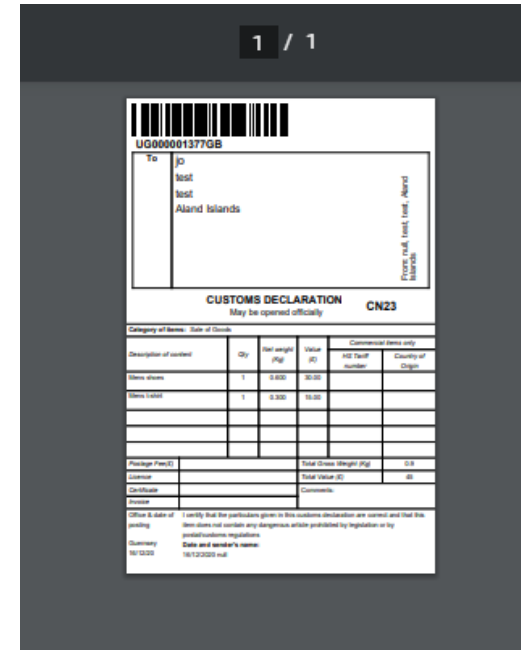 1 / 1
UG000001377GB
To
jo
test
test
Aland Islands
From: null, test, test, Aland
Islands
CUSTOMS DECLARATION
May be opened officially
CN23
Category of items: Sale of Goods
Description of content
Qty
Net weight
(Kg)
Value
(£)
Commercial items only
HS Tariff
number
Country of
Origin
Mens shoes 1 0.600 30.00
Mens t-shirt 1 0.300 15.00
Postage Fee(£)
Total Gross Weight (Kg) 0.9
Licence
Total Value (£) 45
Certificate
Comments:
Invoice
Office & date of
posting
I certify that the particulars given in this customs declaration are correct and that this
item does not contain any dangerous article prohibited by legislation or by
postal/customs regulations
Guernsey
16/12/20
Date and sender's name:
16/12/2020 null